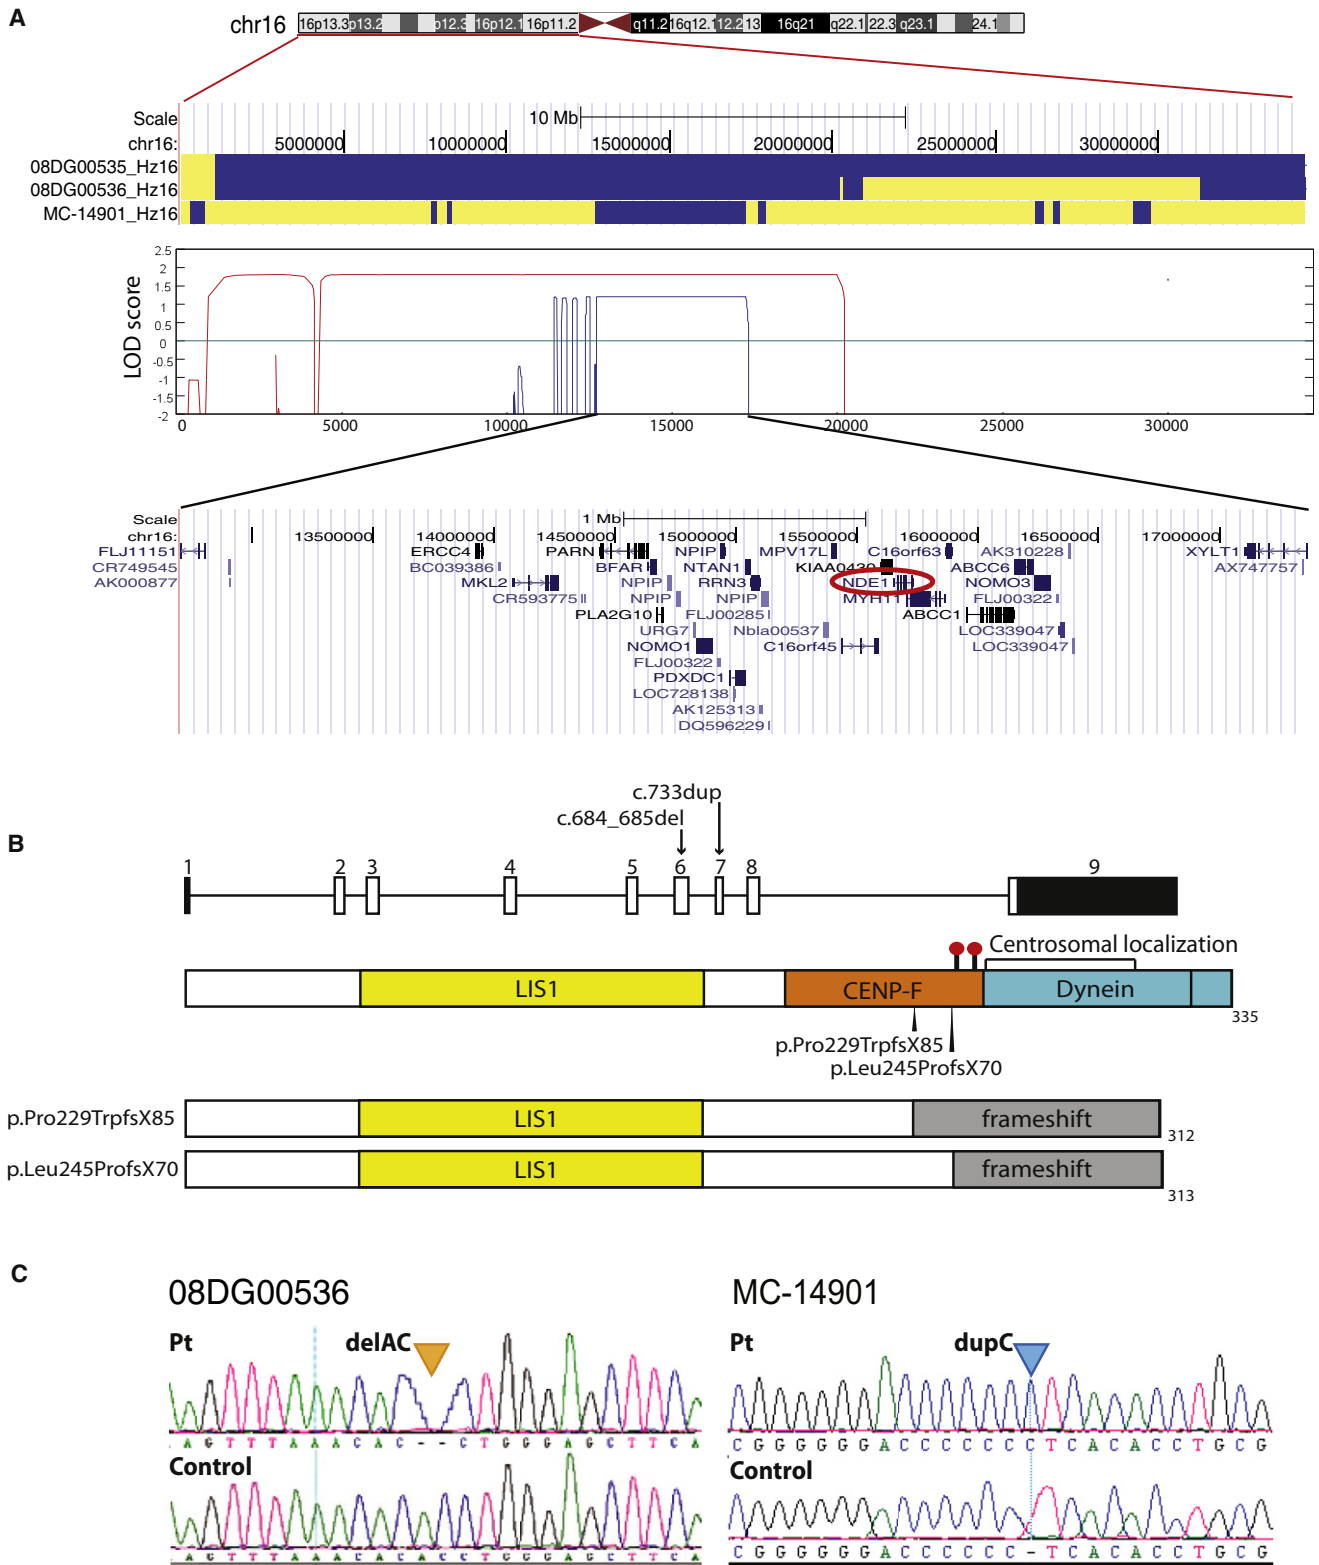 A
chr16
16p13.3 p13.2 p12.3 16p12.1 16p11.2 q11.2 16q12.1 12.2 13 16q21 q22.1 22.3 q23.1 24.1
Scale 10 Mb
chr16: 5000000 10000000 15000000 20000000 25000000 30000000
08DG00535_Hz16
08DG00536_Hz16
MC-14901_Hz16
LOD score
2.5
2
1.5
1
0.5
0
-0.5
-1
-1.5
-2
0 5000 10000 15000 20000 25000 30000
Scale 1 Mb
chr16: 13500000 14000000 14500000 15000000 15500000 16000000 16500000 17000000
FLJ11151 ERCC4 PARN NPIP MPV17L C16orf63 AK310228 XYLT1
CR749545 BC039386 BFAR NTAN1 KIAA0430 ABCC6 AX747757
AK000877 MKL2 NPIP RRN3 NDE1 NOMO3
CR593775 NPIP NPIP MYH11 FLJ00322
PLA2G10 FLJ00285 ABCC1
URG7 Nbla00537 LOC339047
NOMO1 C16orf45 LOC339047
FLJ00322
PDXDC1
LOC728138
AK125313
DQ596229
B
c.733dup
c.684_685del
1 2 3 4 5 6 7 8 9
Centrosomal localization
LIS1 CENP-F Dynein
335
p.Pro229TrpfsX85
p.Leu245ProfsX70
p.Pro229TrpfsX85 LIS1 frameshift
312
p.Leu245ProfsX70 LIS1 frameshift
313
C
08DG00536 MC-14901
Pt delAC Pt dupC
A G T T T A A A C A C - - C T G G G A G C T T C A
C G G G G G G A C C C C C C C C T C A C A C C T G C G
Control Control
A G T T T A A A C A C A C C T G G G A G C T T C A
C G G G G G G A C C C C C C C - T C A C A C C T G C G